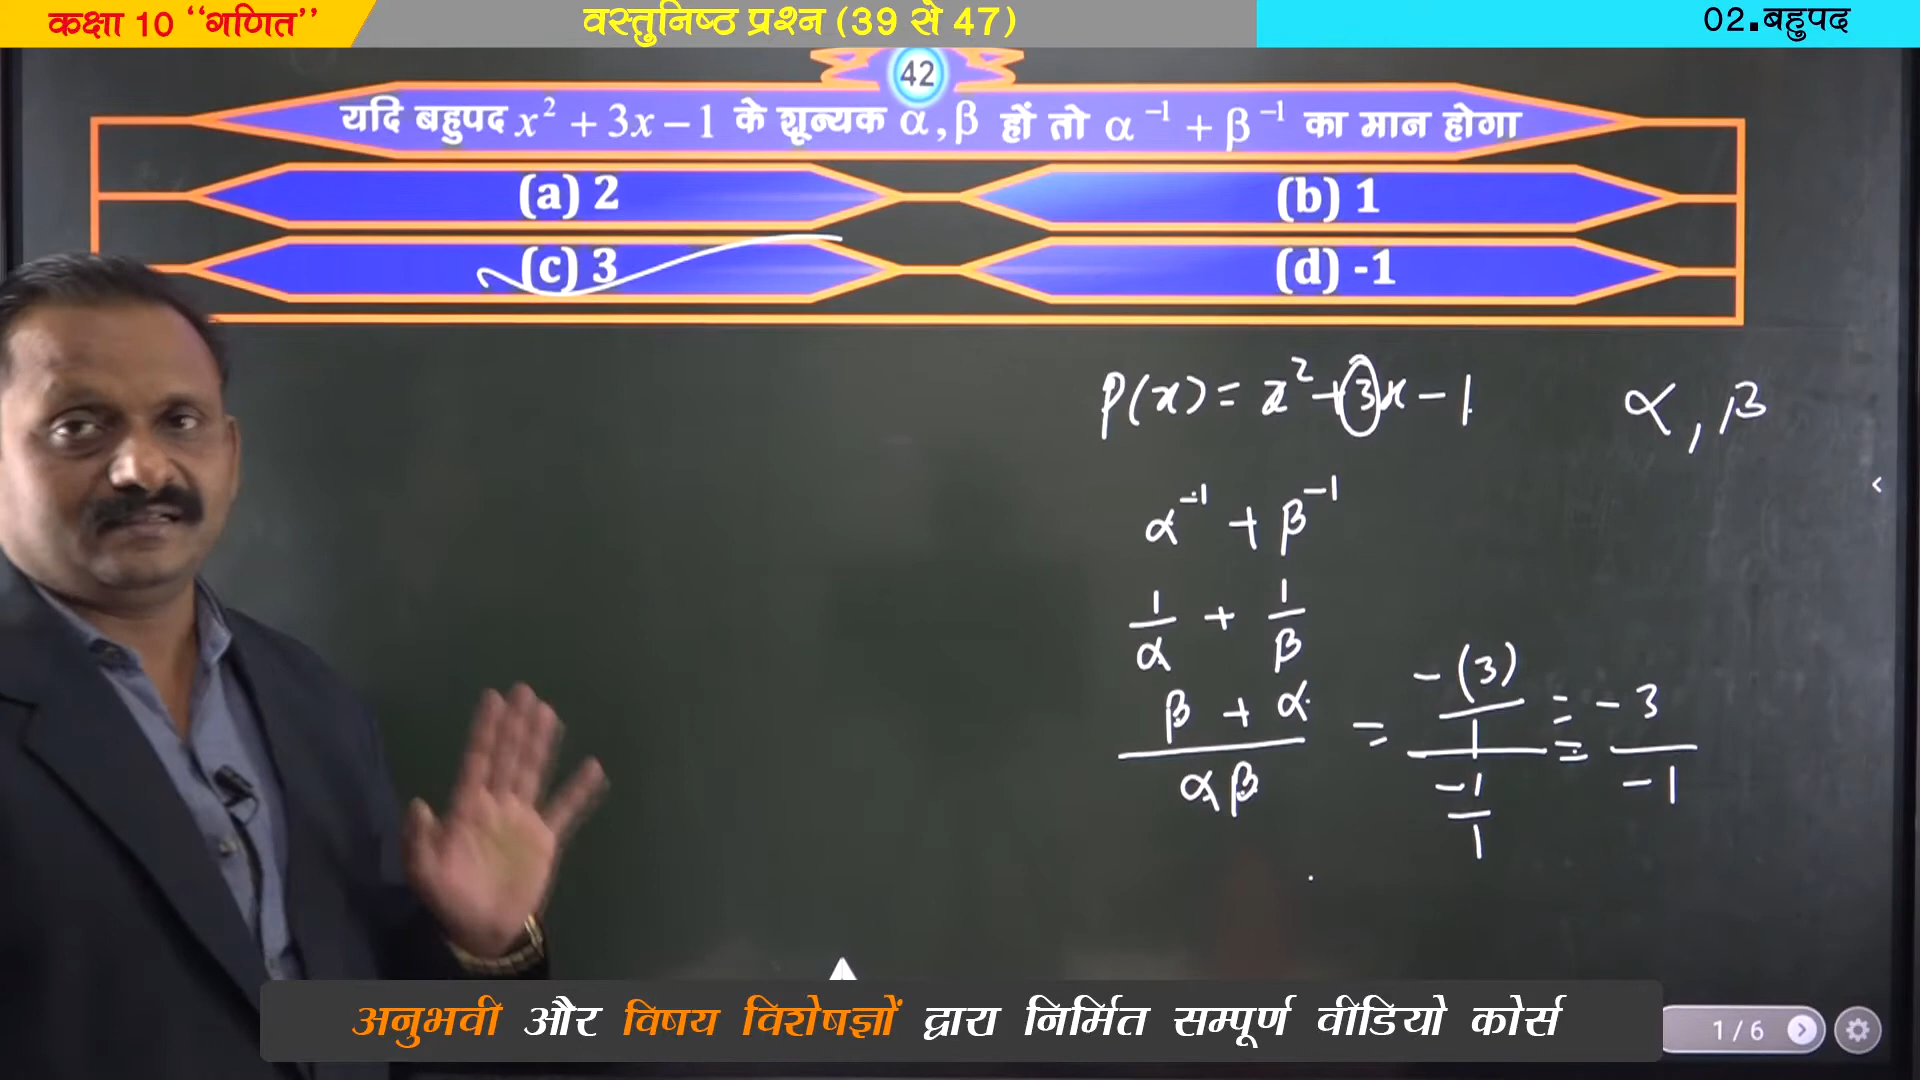 कक्षा 10 “गणित”
वस्तुनिष्ठ प्रश्न (39 से 47)
02.बहुपद
42
यदि बहुपद x² + 3x – 1 के शून्यक α,β हों तो α⁻¹ + β⁻¹ का मान होगा
(a) 2
(b) 1
(c) 3
(d) -1
P(x) = x² + 3x – 1 α, β
α⁻¹ + β⁻¹
1/α + 1/β
(β + α)/(αβ) = (-(3)/1)/(-1/1) = = -3/-1
अनुभवी और विषय विशेषज्ञों द्वारा निर्मित सम्पूर्ण वीडियो कोर्स
1 / 6